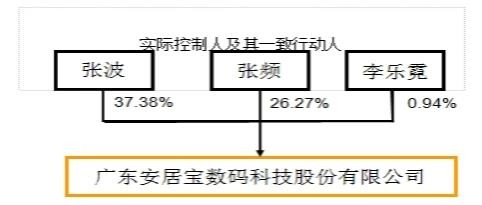 实际控制人及其一致行动人
张波 张频 李乐霓
37.38% 26.27% 0.94%
广东安居宝数码科技股份有限公司